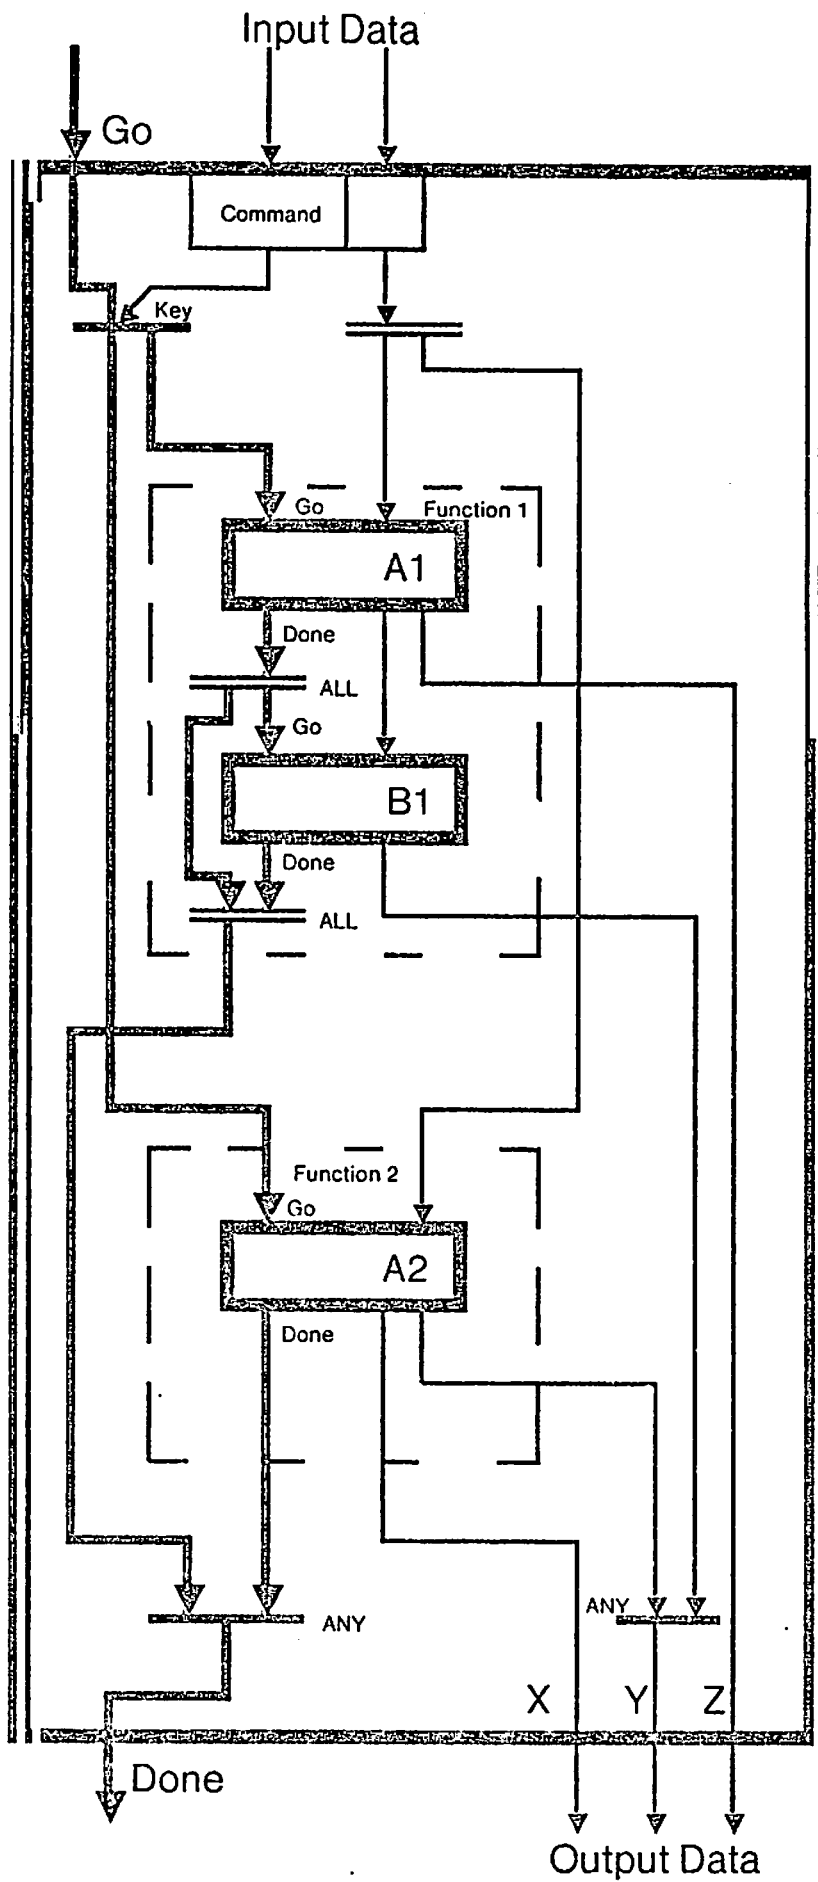 Input Data
Go
Command
Key
Go
Function 1
A1
Done
ALL
Go
B1
Done
ALL
Function 2
Go
A2
Done
ANY
ANY
X Y Z
Done
Output Data